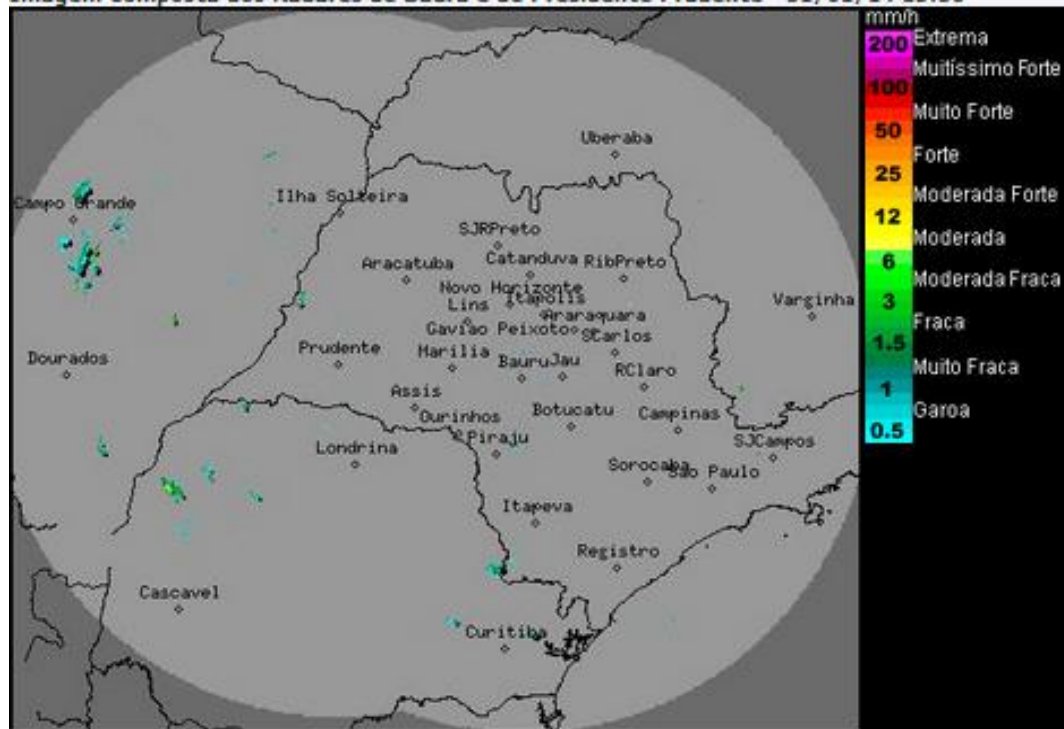 mm/h
200 Extrema
Muitíssimo Forte
100
Muito Forte
50
Forte
25
Moderada Forte
12
Moderada
6
Moderada Fraca
3
Fraca
1.5
Muito Fraca
1
Garoa
0.5
Uberaba
Campo Grande
Ilha Solteira
SJRPreto
Catanduva
RibPreto
Aracatuba
Novo Horizonte
Itapolis
Lins
Araraquara
Varginha
Gaviao Peixoto
SCarlos
Prudente
Marilia
Bauru
Jau
Dourados
RClaro
Assis
Ourinhos
Botucatu
Campinas
Piraju
Londrina
SJCampos
Sorocaba
Sao Paulo
Itapeva
Registro
Cascavel
Curitiba